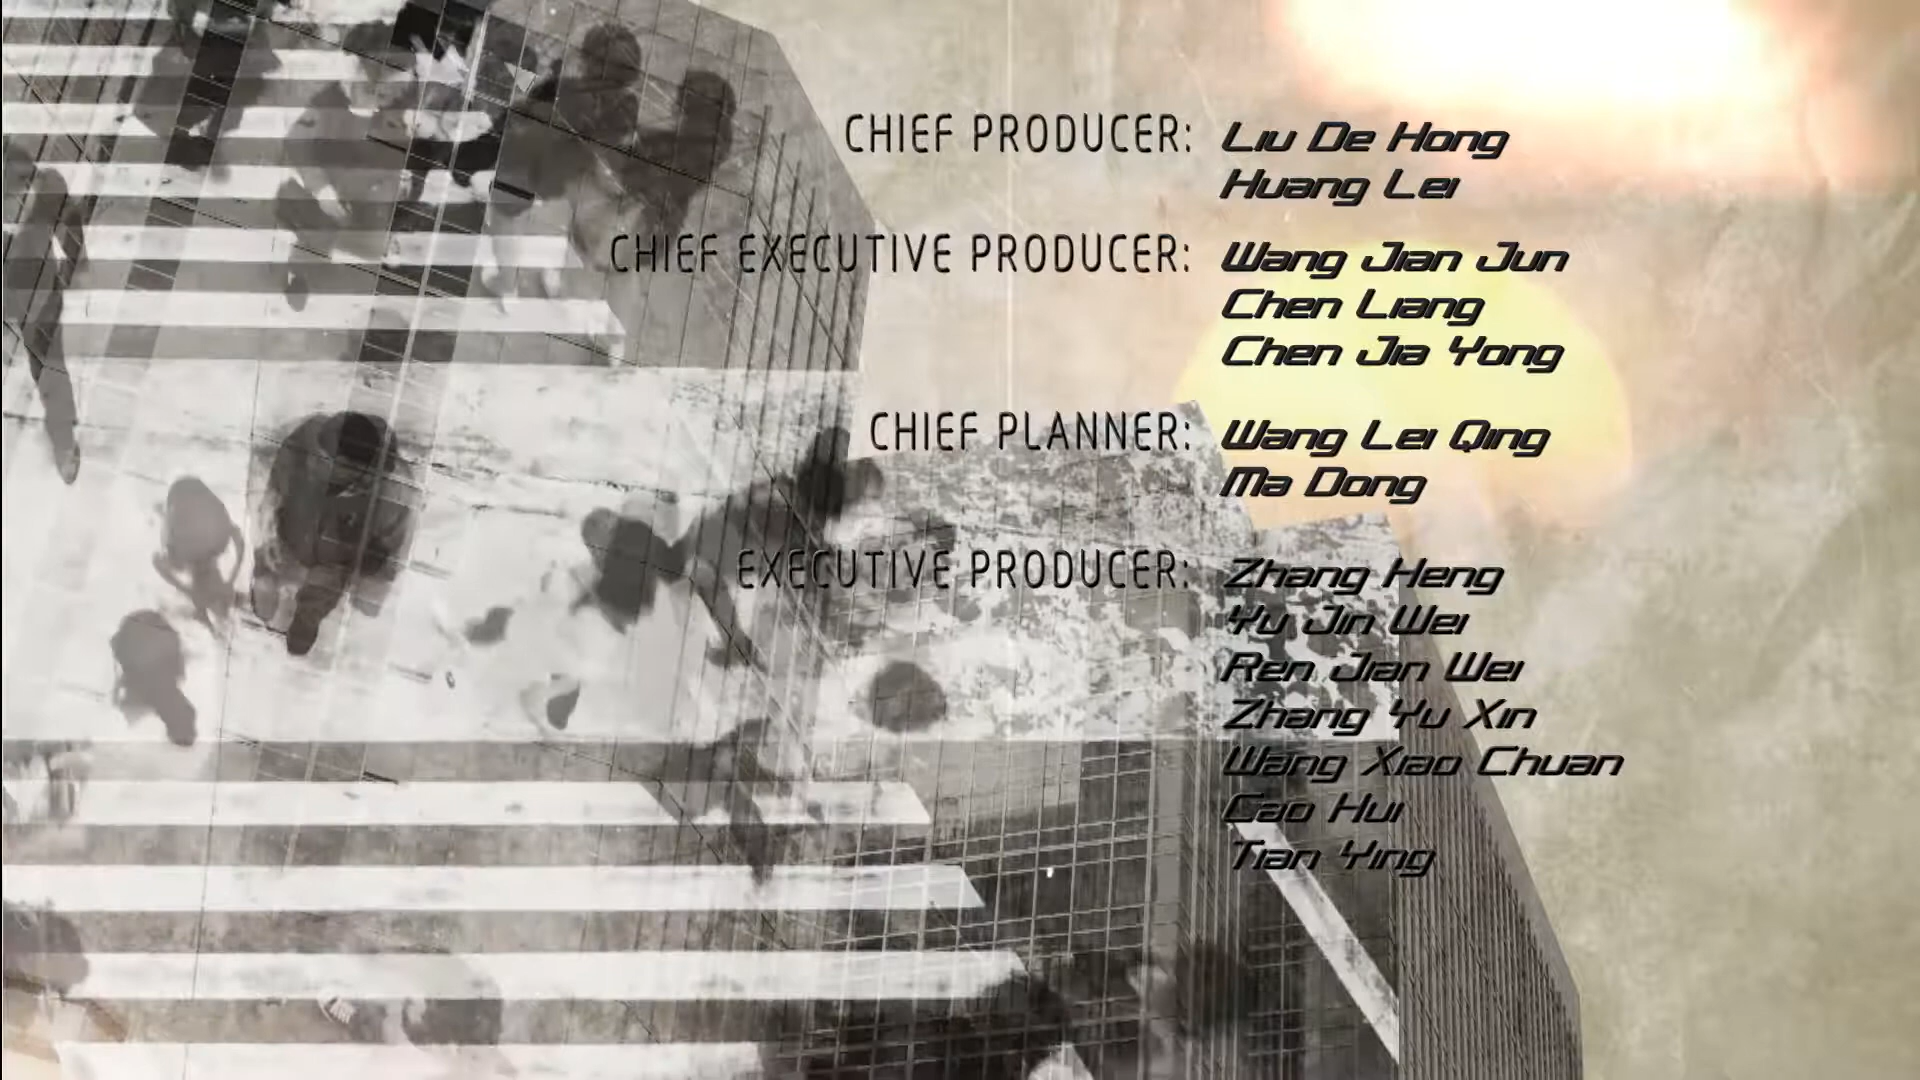 CHIEF PRODUCER: Liu De Hong
Huang Lei
CHIEF EXECUTIVE PRODUCER: Wang Jian Jun
Chen Liang
Chen Jia Yong
CHIEF PLANNER: Wang Lei Qing
Ma Dong
EXECUTIVE PRODUCER: Zhang Heng
Yu Jin Wei
Ren Jian Wei
Zhang Yu Xin
Wang Xiao Chuan
Cao Hui
Tian Ying